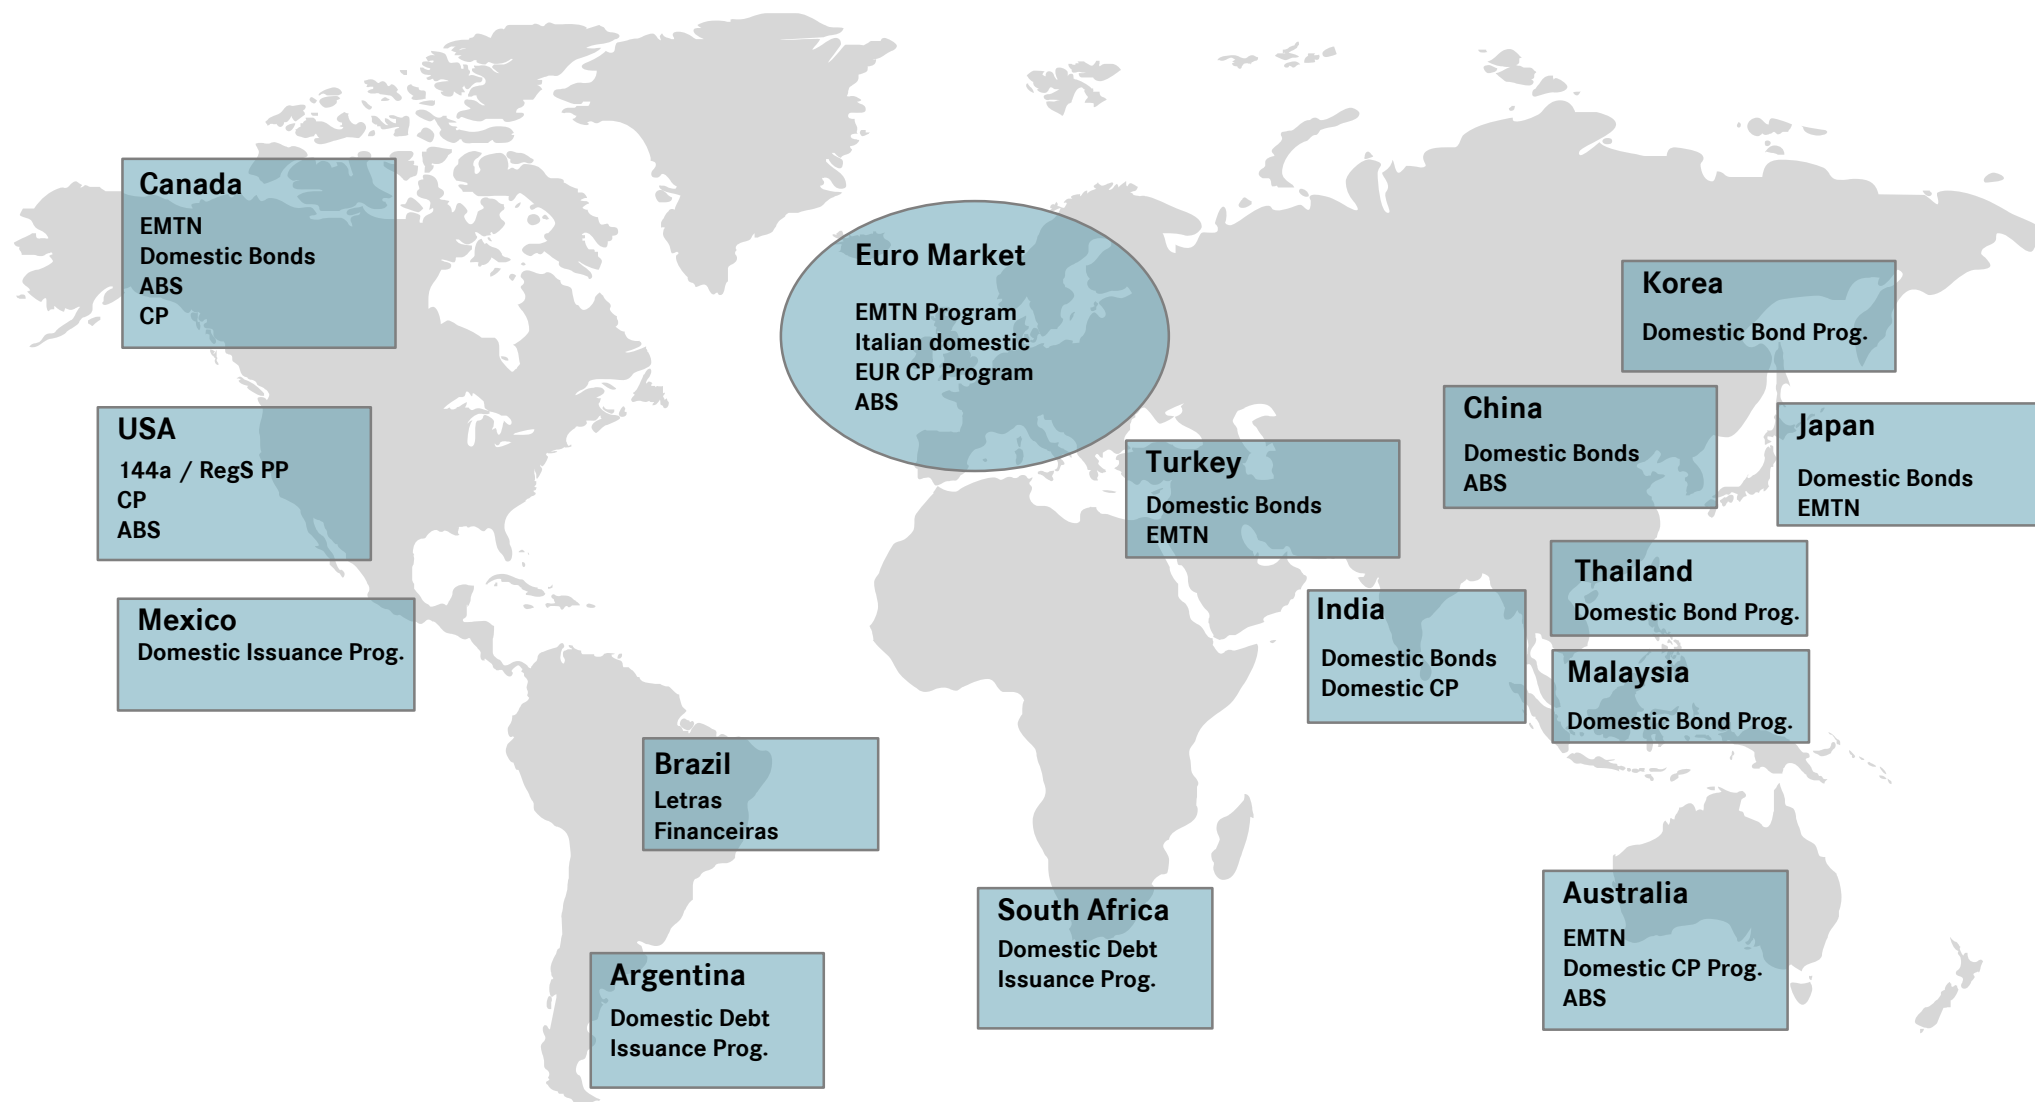 Canada
EMTN
Domestic Bonds
ABS
CP
USA
144a / RegS PP
CP
ABS
Mexico
Domestic Issuance Prog.
Brazil
Letras
Financeiras
Argentina
Domestic Debt
Issuance Prog.
Euro Market
EMTN Program
Italian domestic
EUR CP Program
ABS
Turkey
Domestic Bonds
EMTN
South Africa
Domestic Debt
Issuance Prog.
Korea
Domestic Bond Prog.
China
Domestic Bonds
ABS
Japan
Domestic Bonds
EMTN
India
Domestic Bonds
Domestic CP
Thailand
Domestic Bond Prog.
Malaysia
Domestic Bond Prog.
Australia
EMTN
Domestic CP Prog.
ABS